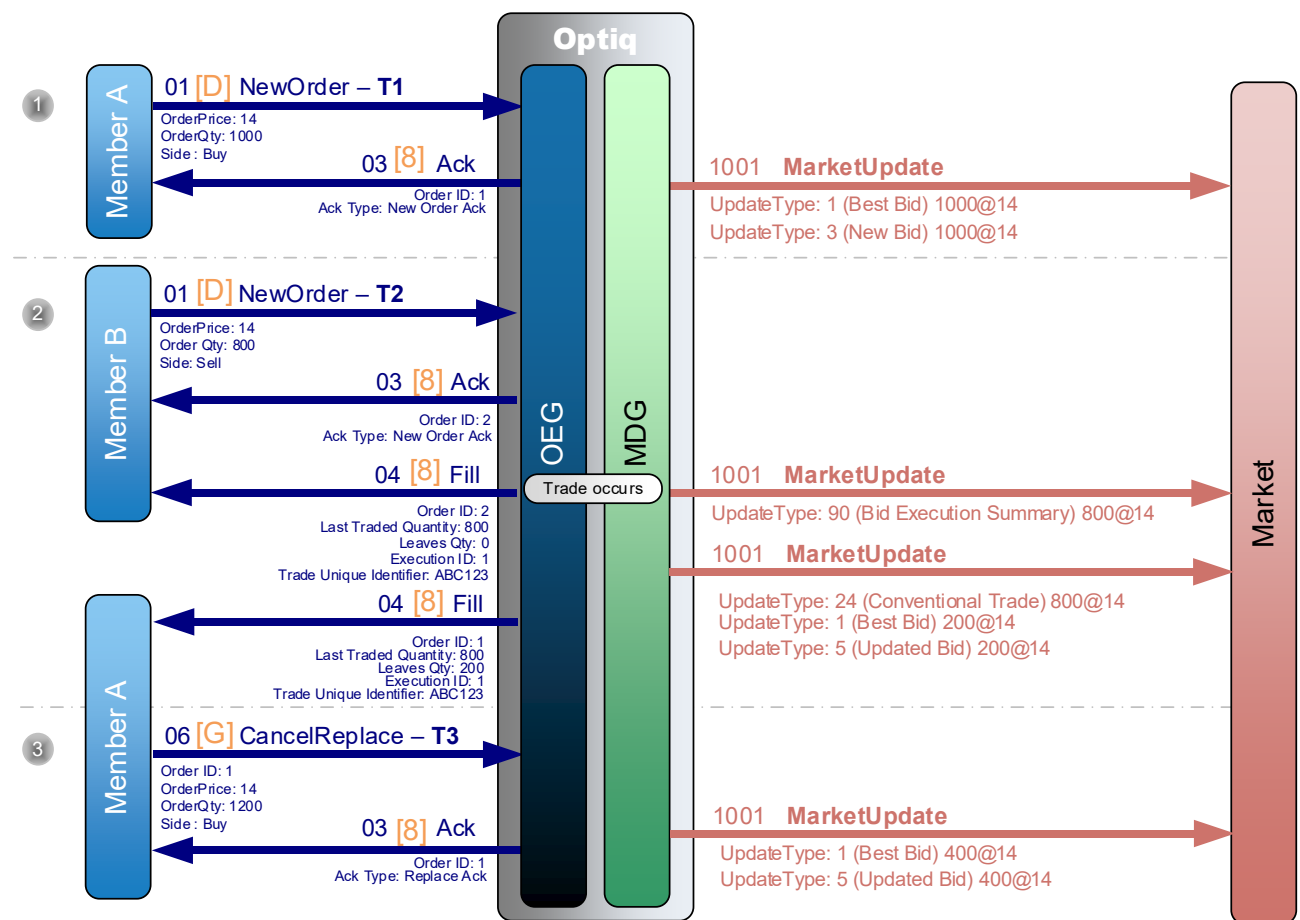 Optiq
1
Member A
01 [D] NewOrder – T1
OrderPrice: 14
OrderQty: 1000
Side : Buy
03 [8] Ack
Order ID: 1
Ack Type: New Order Ack
1001 MarketUpdate
UpdateType: 1 (Best Bid) 1000@14
UpdateType: 3 (New Bid) 1000@14
2
Member B
01 [D] NewOrder – T2
OrderPrice: 14
Order Qty: 800
Side: Sell
03 [8] Ack
Order ID: 2
Ack Type: New Order Ack
OEG
MDG
Market
04 [8] Fill
Trade occurs
Order ID: 2
Last Traded Quantity: 800
Leaves Qty: 0
Execution ID: 1
Trade Unique Identifier: ABC123
1001 MarketUpdate
UpdateType: 90 (Bid Execution Summary) 800@14
1001 MarketUpdate
UpdateType: 24 (Conventional Trade) 800@14
UpdateType: 1 (Best Bid) 200@14
UpdateType: 5 (Updated Bid) 200@14
Member A
04 [8] Fill
Order ID: 1
Last Traded Quantity: 800
Leaves Qty: 200
Execution ID: 1
Trade Unique Identifier: ABC123
3
06 [G] CancelReplace – T3
Order ID: 1
OrderPrice: 14
OrderQty: 1200
Side : Buy
03 [8] Ack
Order ID: 1
Ack Type: Replace Ack
1001 MarketUpdate
UpdateType: 1 (Best Bid) 400@14
UpdateType: 5 (Updated Bid) 400@14